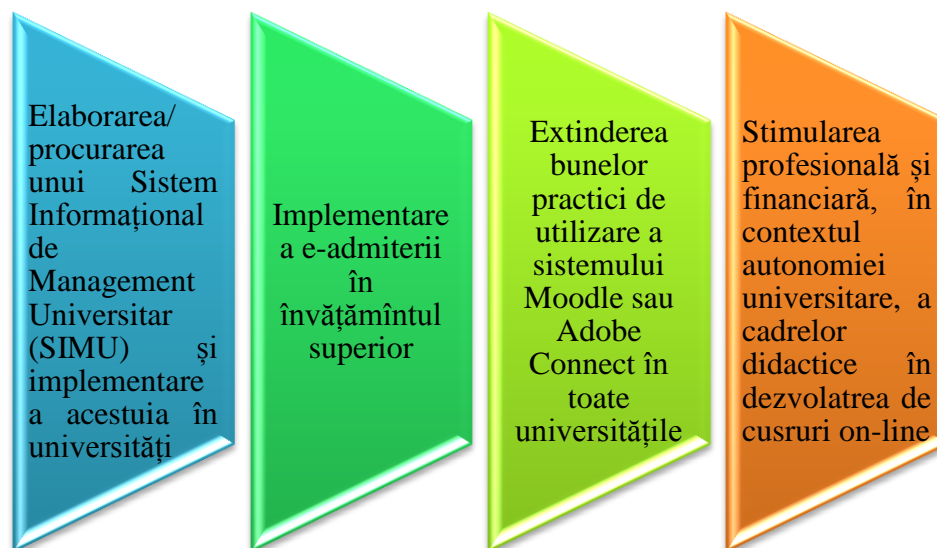 Elaborarea/
procurarea
unui Sistem
Informațional
de
Management
Universitar
(SIMU) și
implementare
a acestuia în
universități
Implementare
a e-admiterii
în
învățămîntul
superior
Extinderea
bunelor
practici de
utilizare a
sistemului
Moodle sau
Adobe
Connect în
toate
universitățile
Stimularea
profesională și
financiară, în
contextul
autonomiei
universitare, a
cadrelor
didactice în
dezvolatrea de
cusruri on-line